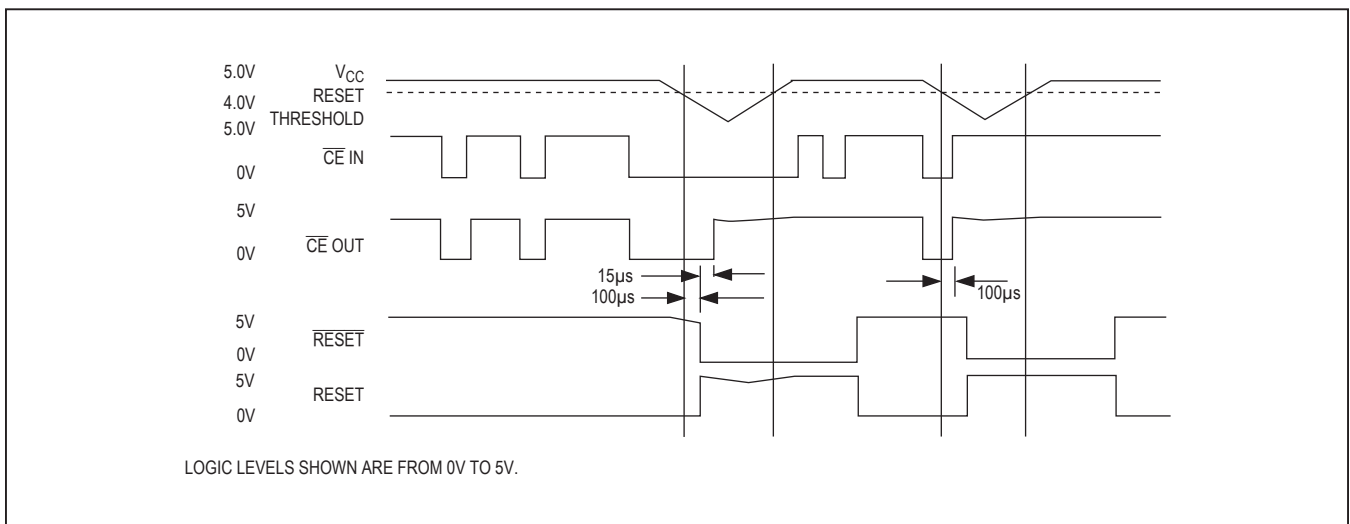 5.0V VCC
RESET
4.0V THRESHOLD
5.0V
CE IN
0V
5V
CE OUT
0V
15µs
100µs
100µs
5V
RESET
0V
5V
RESET
0V
LOGIC LEVELS SHOWN ARE FROM 0V TO 5V.